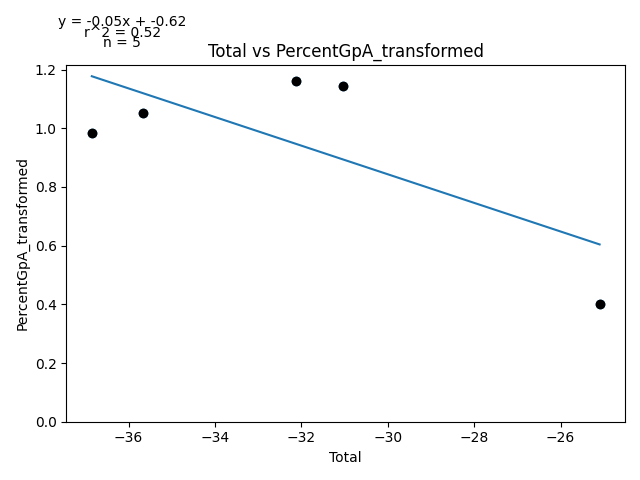 y = -0.05x + -0.62
r^2 = 0.52
n = 5
Total vs PercentGpA_transformed
1.2
1.0
0.8
0.6
0.4
0.2
0.0
PercentGpA_transformed
−36
−34
−32
−30
−28
−26
Total